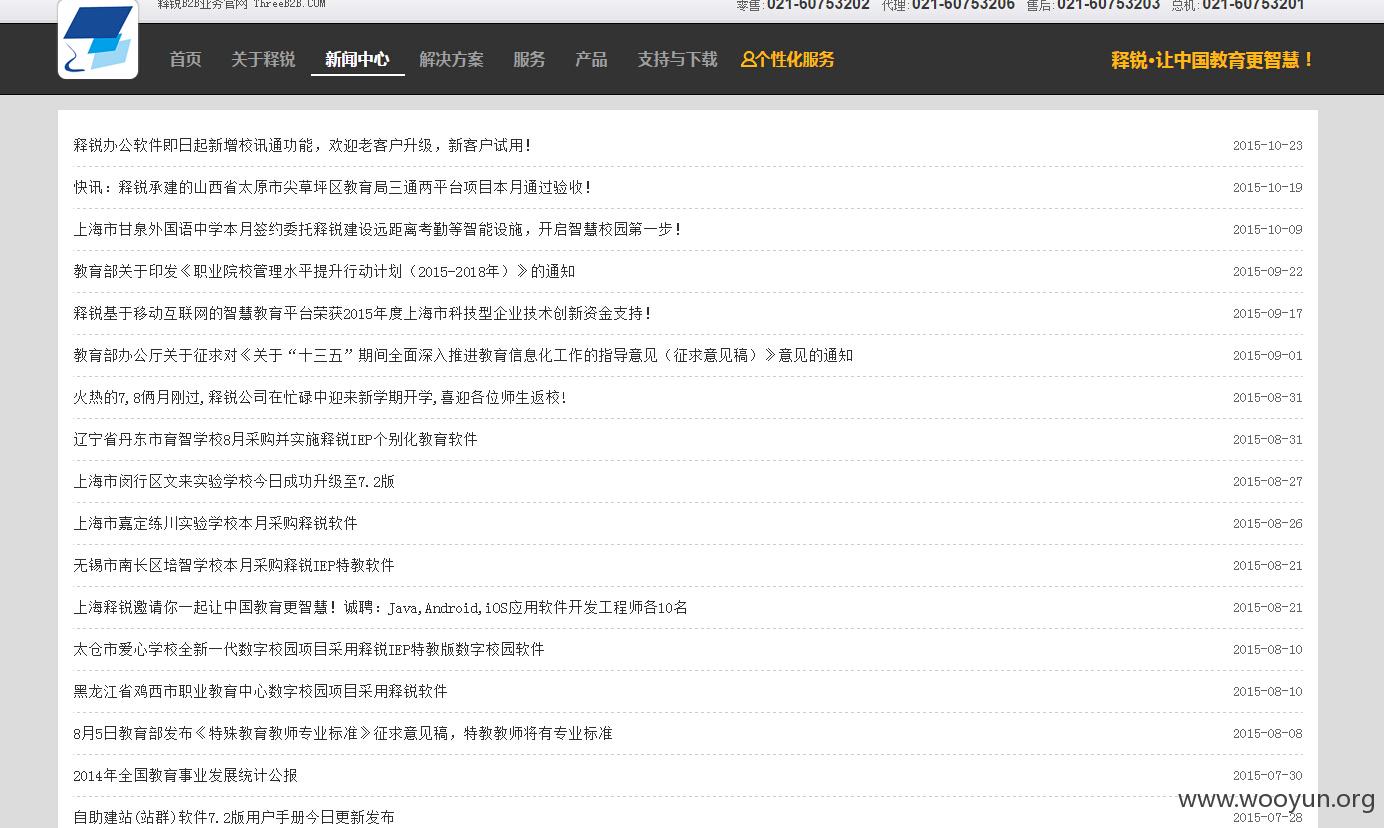 释锐B2B业务官网 ThreeB2B.COM
零售:021-60753202 代理:021-60753206 售后:021-60753203 总机:021-60753201
首页 关于释锐 新闻中心 解决方案 服务 产品 支持与下载 个性化服务 释锐•让中国教育更智慧！
释锐办公软件即日起新增校讯通功能，欢迎老客户升级，新客户试用！ 2015-10-23
快讯：释锐承建的山西省太原市尖草坪区教育局三通两平台项目本月通过验收！ 2015-10-19
上海市甘泉外国语中学本月签约委托释锐建设远距离考勤等智能设施，开启智慧校园第一步！ 2015-10-09
教育部关于印发《职业院校管理水平提升行动计划（2015-2018年）》的通知 2015-09-22
释锐基于移动互联网的智慧教育平台荣获2015年度上海市科技型企业技术创新资金支持！ 2015-09-17
教育部办公厅关于征求对《关于“十三五”期间全面深入推进教育信息化工作的指导意见（征求意见稿）》意见的通知 2015-09-01
火热的7,8俩月刚过,释锐公司在忙碌中迎来新学期开学,喜迎各位师生返校! 2015-08-31
辽宁省丹东市育智学校8月采购并实施释锐IEP个别化教育软件 2015-08-31
上海市闵行区文来实验学校今日成功升级至7.2版 2015-08-27
上海市嘉定练川实验学校本月采购释锐软件 2015-08-26
无锡市南长区培智学校本月采购释锐IEP特教软件 2015-08-21
上海释锐邀请你一起让中国教育更智慧！诚聘：Java,Android,iOS应用软件开发工程师各10名 2015-08-21
太仓市爱心学校全新一代数字校园项目采用释锐IEP特教版数字校园软件 2015-08-10
黑龙江省鸡西市职业教育中心数字校园项目采用释锐软件 2015-08-10
8月5日教育部发布《特殊教育教师专业标准》征求意见稿，特教教师将有专业标准 2015-08-08
2014年全国教育事业发展统计公报 2015-07-30
自助建站(站群)软件7.2版用户手册今日更新发布 2015-07-28
www.wooyun.org